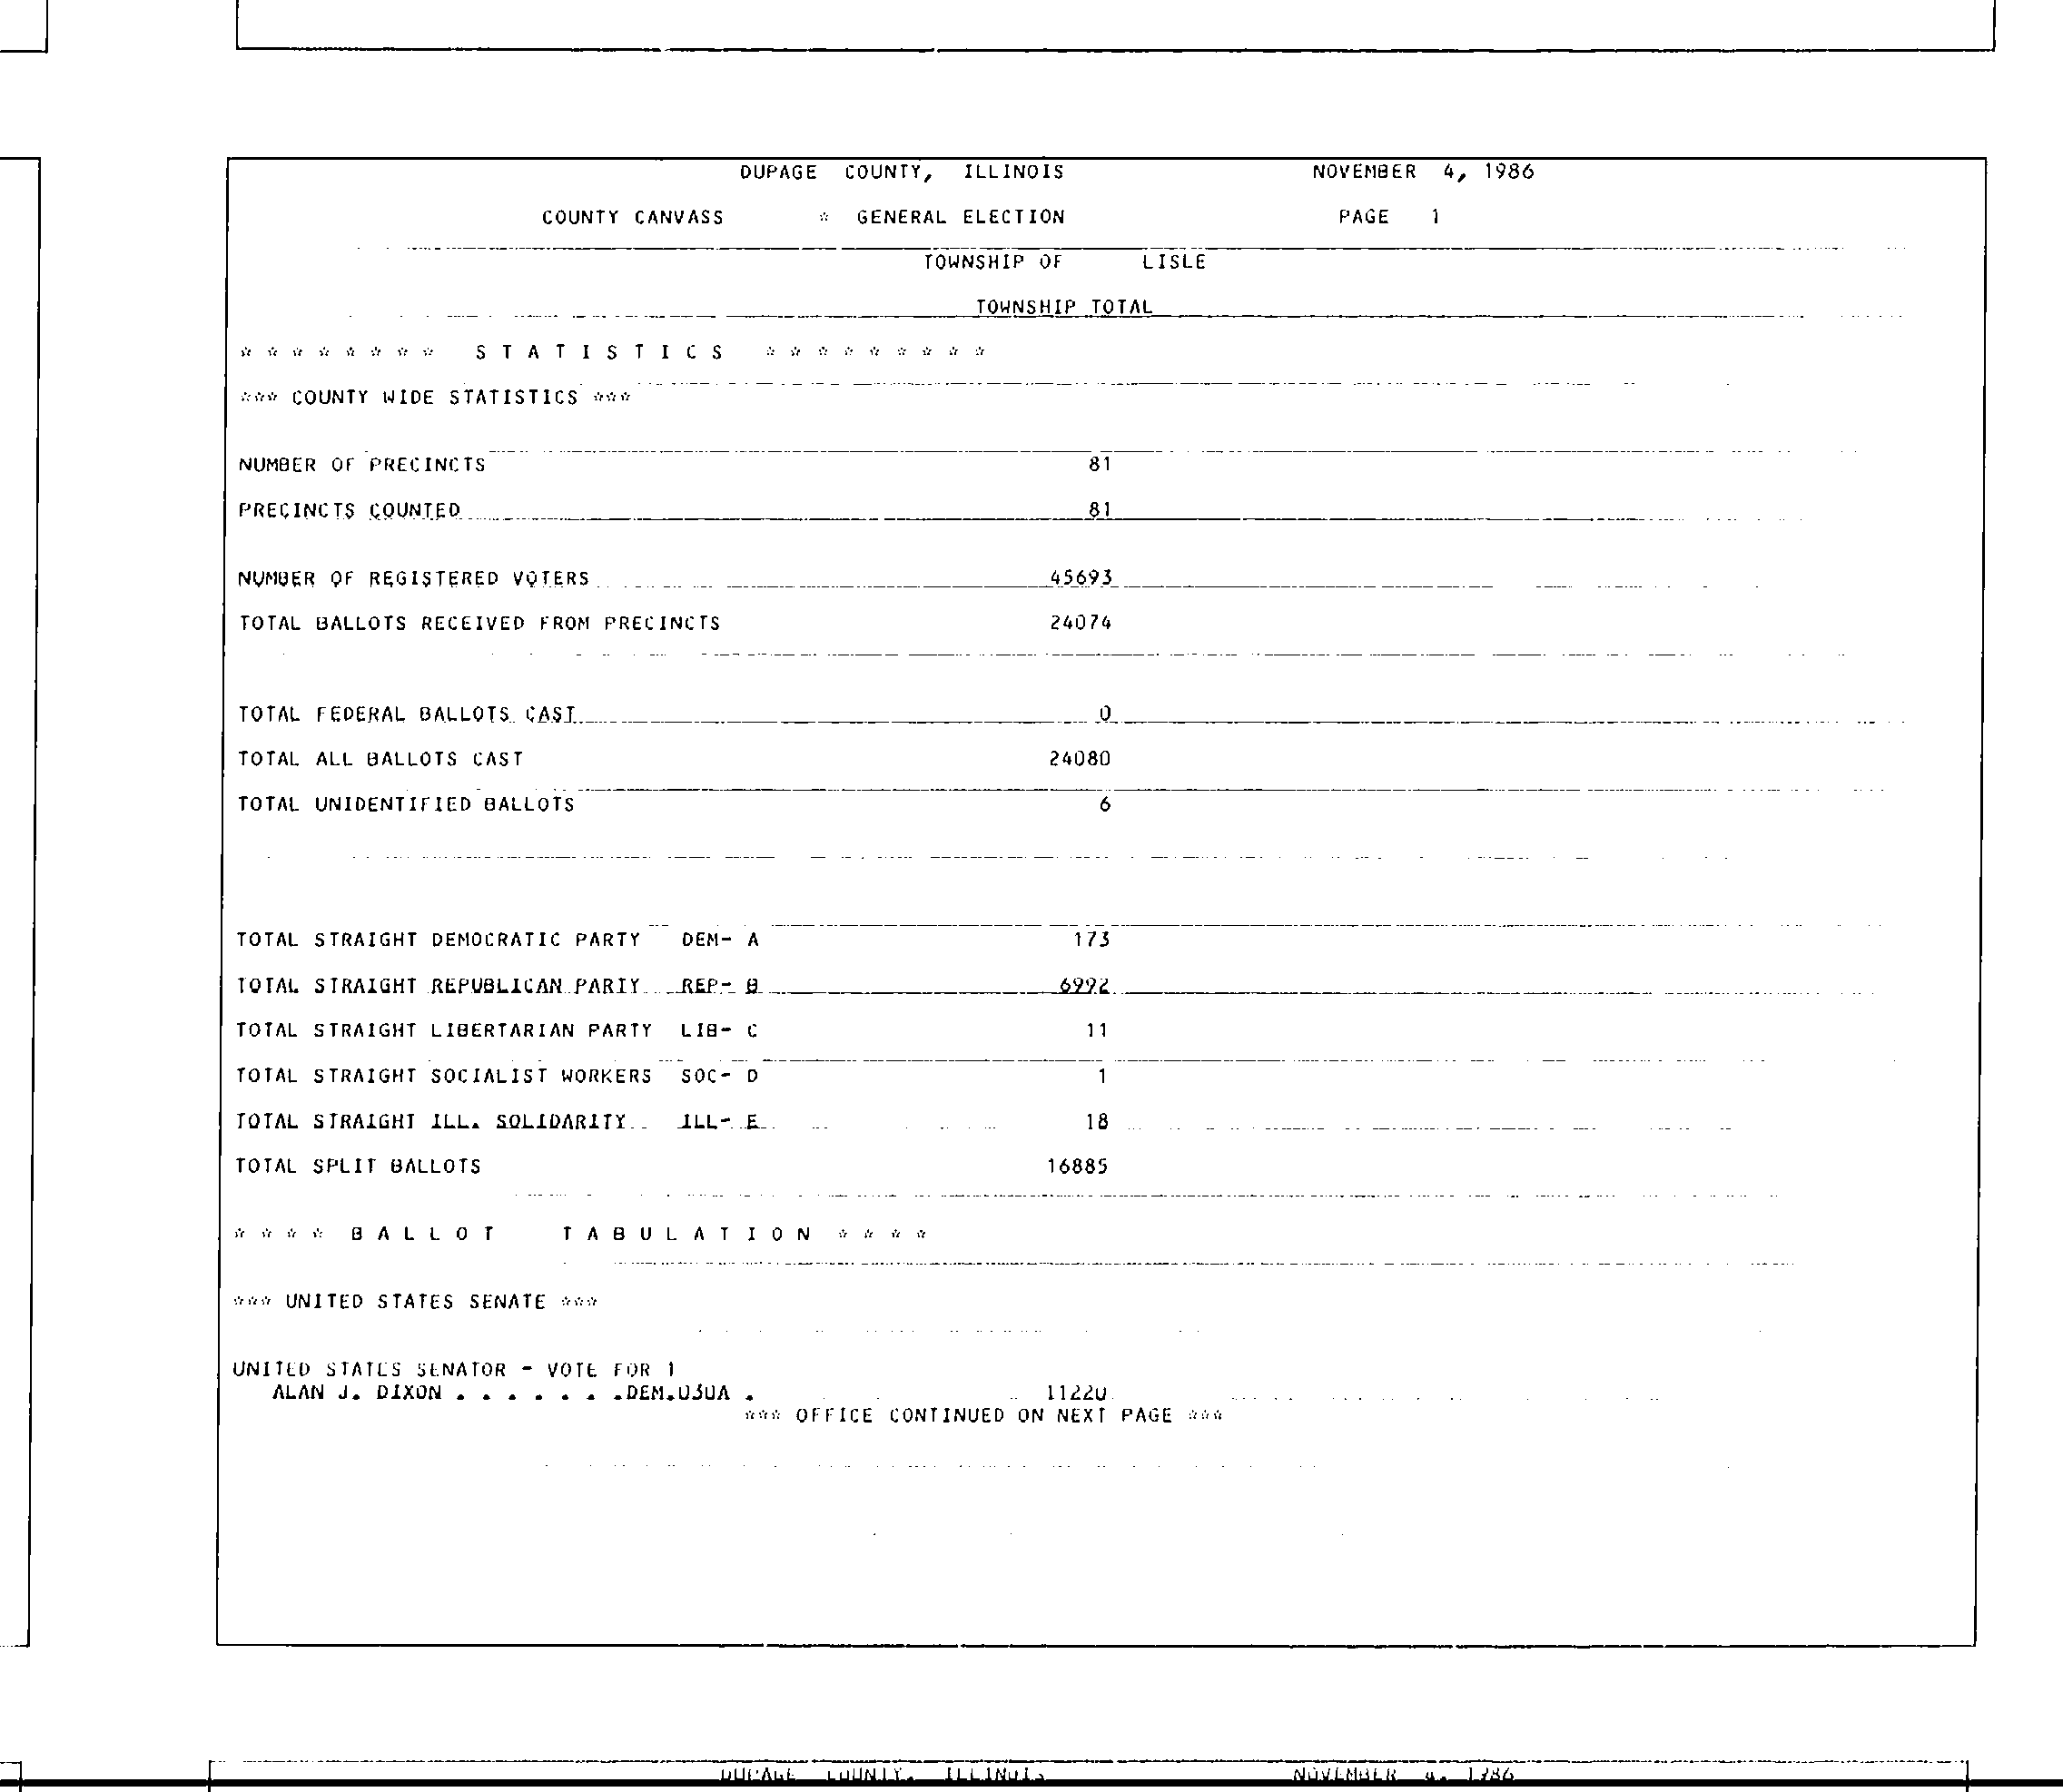 DUPAGE COUNTY, ILLINOIS NOVEMBER 4, 1986
COUNTY CANVASS * GENERAL ELECTION PAGE 1
TOWNSHIP OF LISLE
TOWNSHIP TOTAL
* * * * * * * * S T A T I S T I C S * * * * * * * * *
*** COUNTY WIDE STATISTICS ***
NUMBER OF PRECINCTS 81
PRECINCTS COUNTED 81
NUMBER OF REGISTERED VOTERS 45693
TOTAL BALLOTS RECEIVED FROM PRECINCTS 24074
TOTAL FEDERAL BALLOTS CAST 0
TOTAL ALL BALLOTS CAST 24080
TOTAL UNIDENTIFIED BALLOTS 6
TOTAL STRAIGHT DEMOCRATIC PARTY DEM- A 173
TOTAL STRAIGHT REPUBLICAN PARTY REP- B 6992
TOTAL STRAIGHT LIBERTARIAN PARTY LIB- C 11
TOTAL STRAIGHT SOCIALIST WORKERS SOC- D 1
TOTAL STRAIGHT ILL. SOLIDARITY ILL- E 18
TOTAL SPLIT BALLOTS 16885
* * * * B A L L O T T A B U L A T I O N * * * *
*** UNITED STATES SENATE ***
UNITED STATES SENATOR - VOTE FOR 1
ALAN J. DIXON . . . . . . .DEM.030A . 11220
*** OFFICE CONTINUED ON NEXT PAGE ***
DUPAGE COUNTY, ILLINOIS NOVEMBER 4, 1986